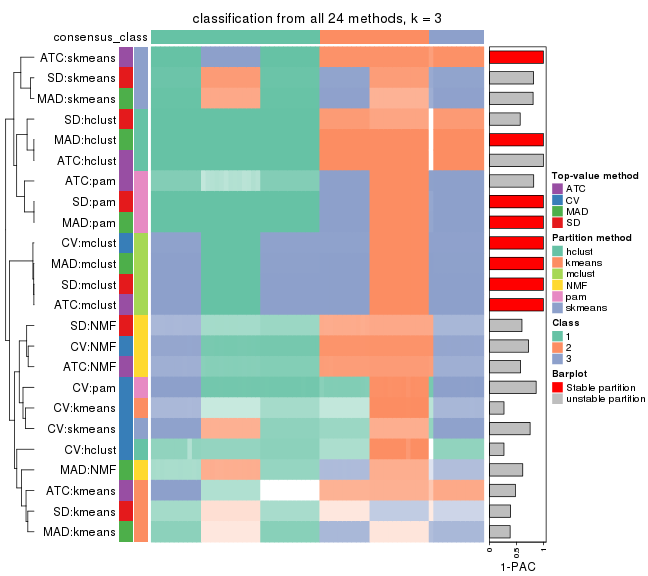 classification from all 24 methods, k = 3
consensus_class
ATC:skmeans
SD:skmeans
MAD:skmeans
SD:hclust
MAD:hclust
ATC:hclust
ATC:pam
SD:pam
MAD:pam
CV:mclust
MAD:mclust
SD:mclust
ATC:mclust
SD:NMF
CV:NMF
ATC:NMF
CV:pam
CV:kmeans
CV:skmeans
CV:hclust
MAD:NMF
ATC:kmeans
SD:kmeans
MAD:kmeans
0
0.5
1
1-PAC
Top-value method
ATC
CV
MAD
SD
Partition method
hclust
kmeans
mclust
NMF
pam
skmeans
Class
1
2
3
Barplot
Stable partition
unstable partition